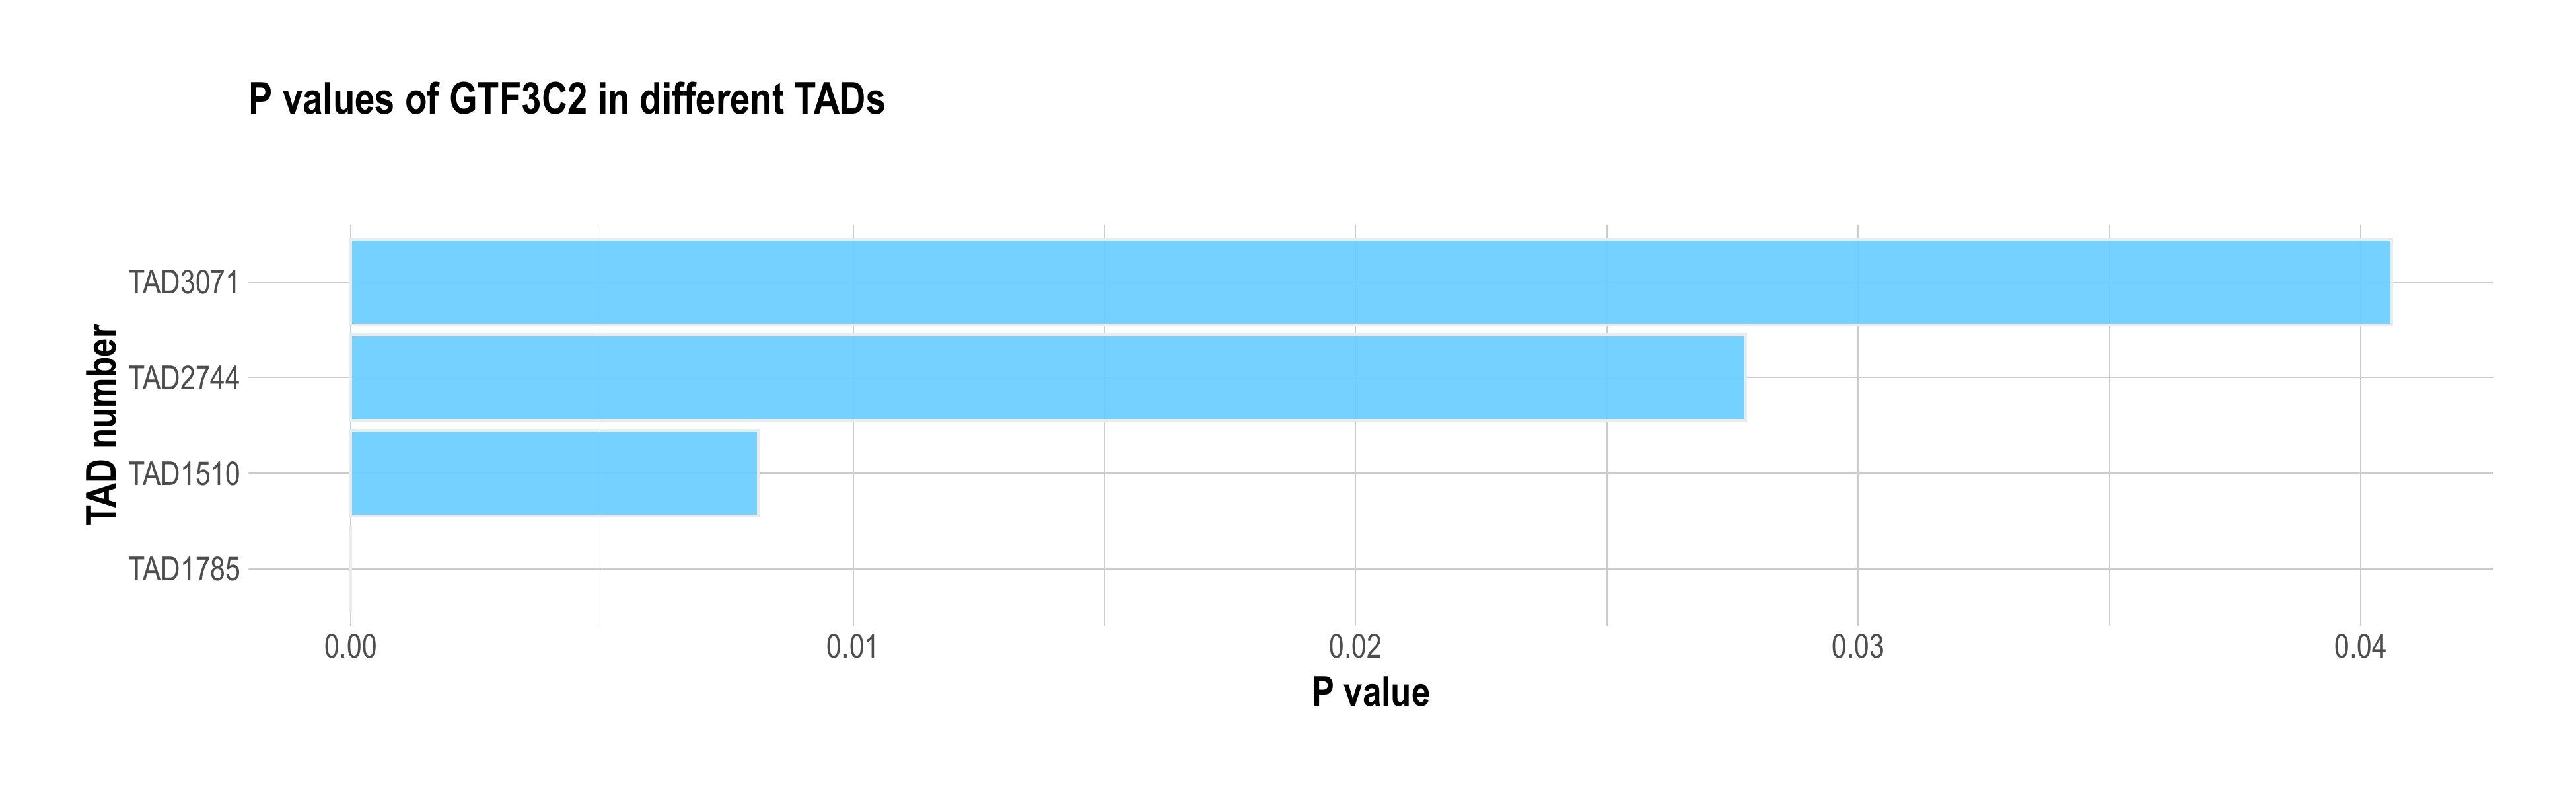 P values of GTF3C2 in different TADs
TAD number
TAD3071
TAD2744
TAD1510
TAD1785
0.00 0.01 0.02 0.03 0.04
P value